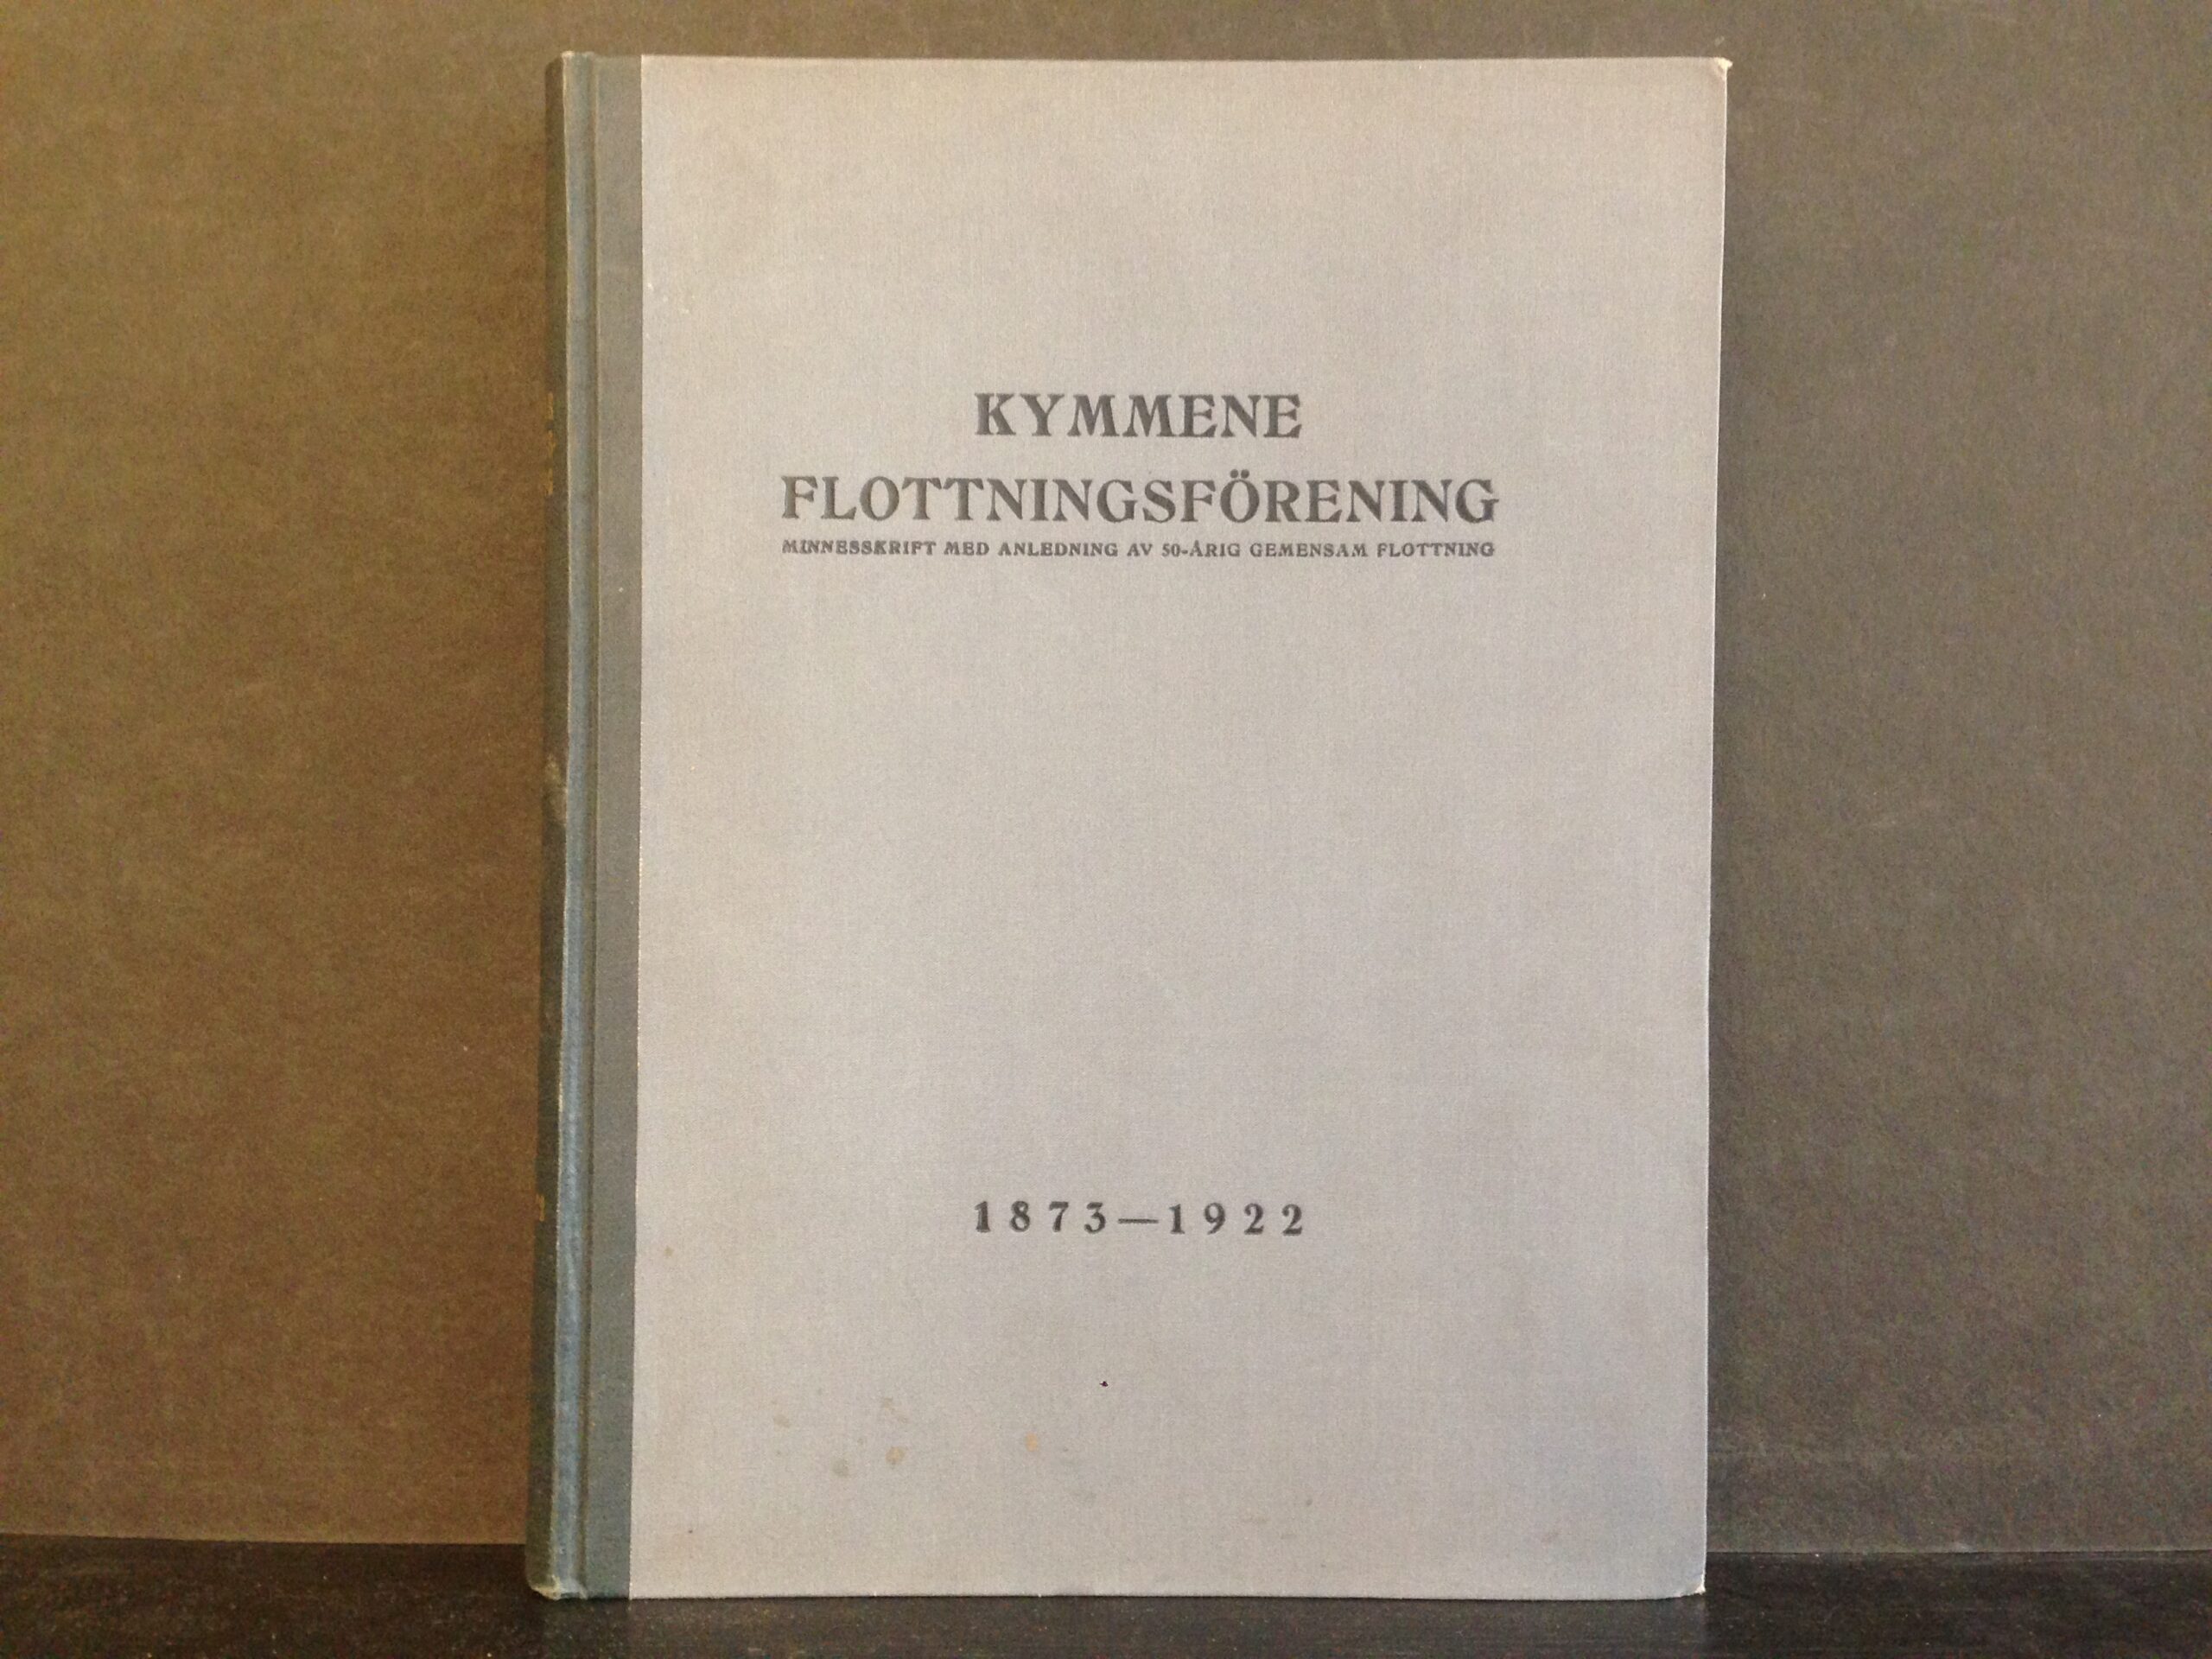 KYMMENE
FLOTTNINGSFÖRENING
MINNESSKRIFT MED ANLEDNING AV 50-ÅRIG GEMENSAM FLOTTNING
1873—1922